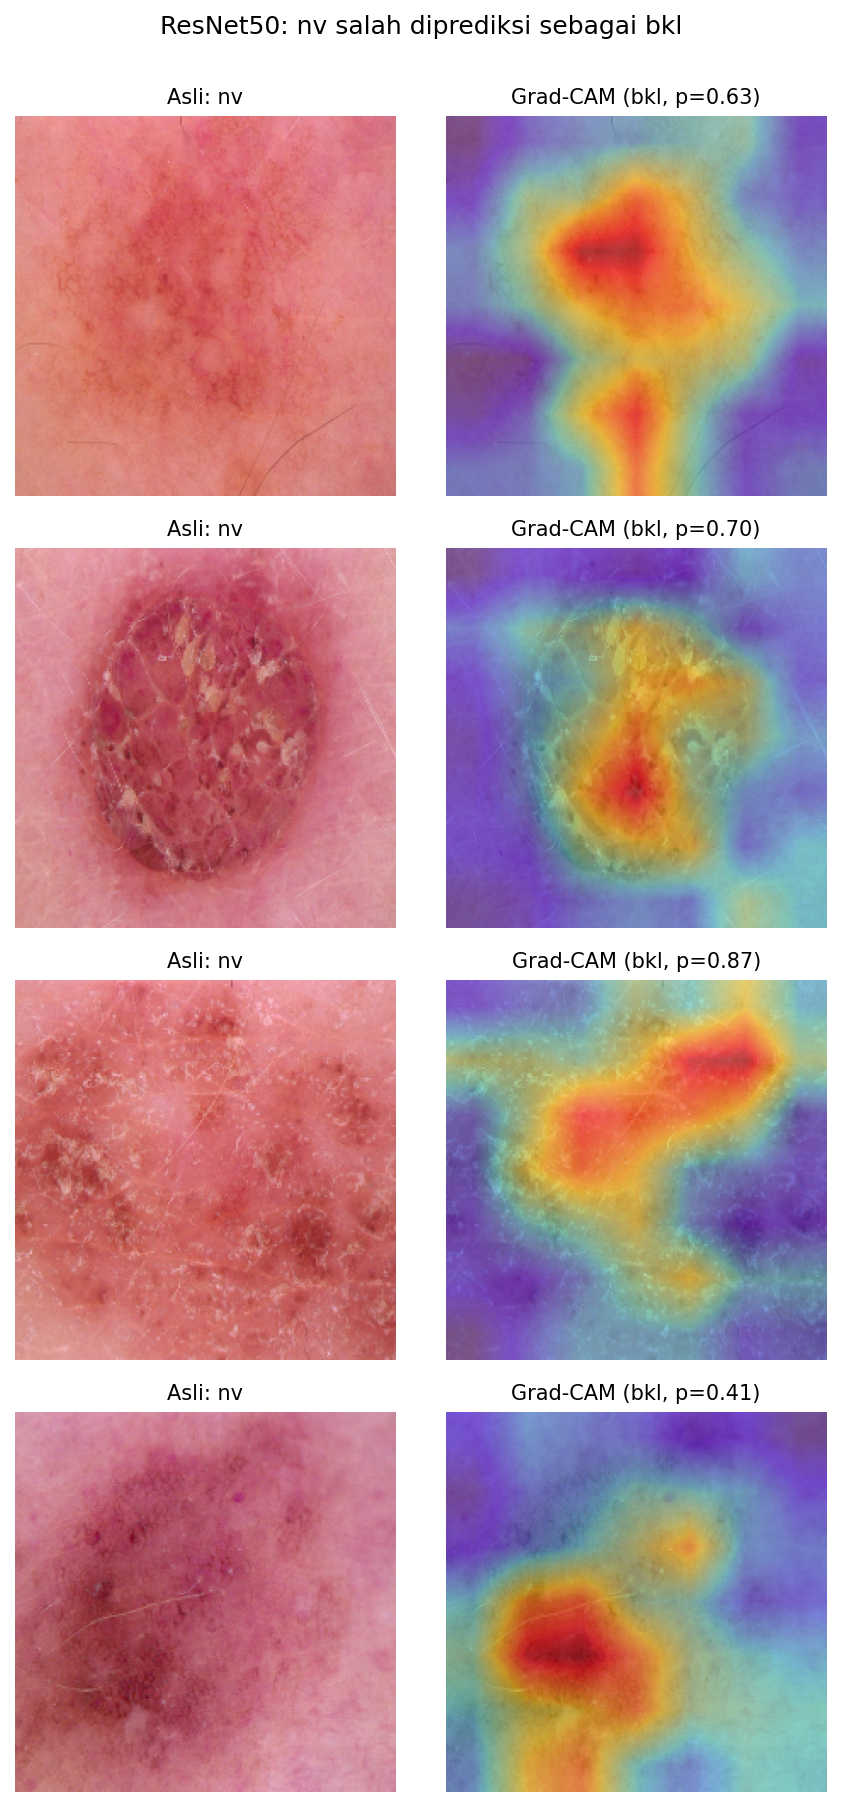 ResNet50: nv salah diprediksi sebagai bkl
Asli: nv
Grad-CAM (bkl, p=0.63)
Asli: nv
Grad-CAM (bkl, p=0.70)
Asli: nv
Grad-CAM (bkl, p=0.87)
Asli: nv
Grad-CAM (bkl, p=0.41)